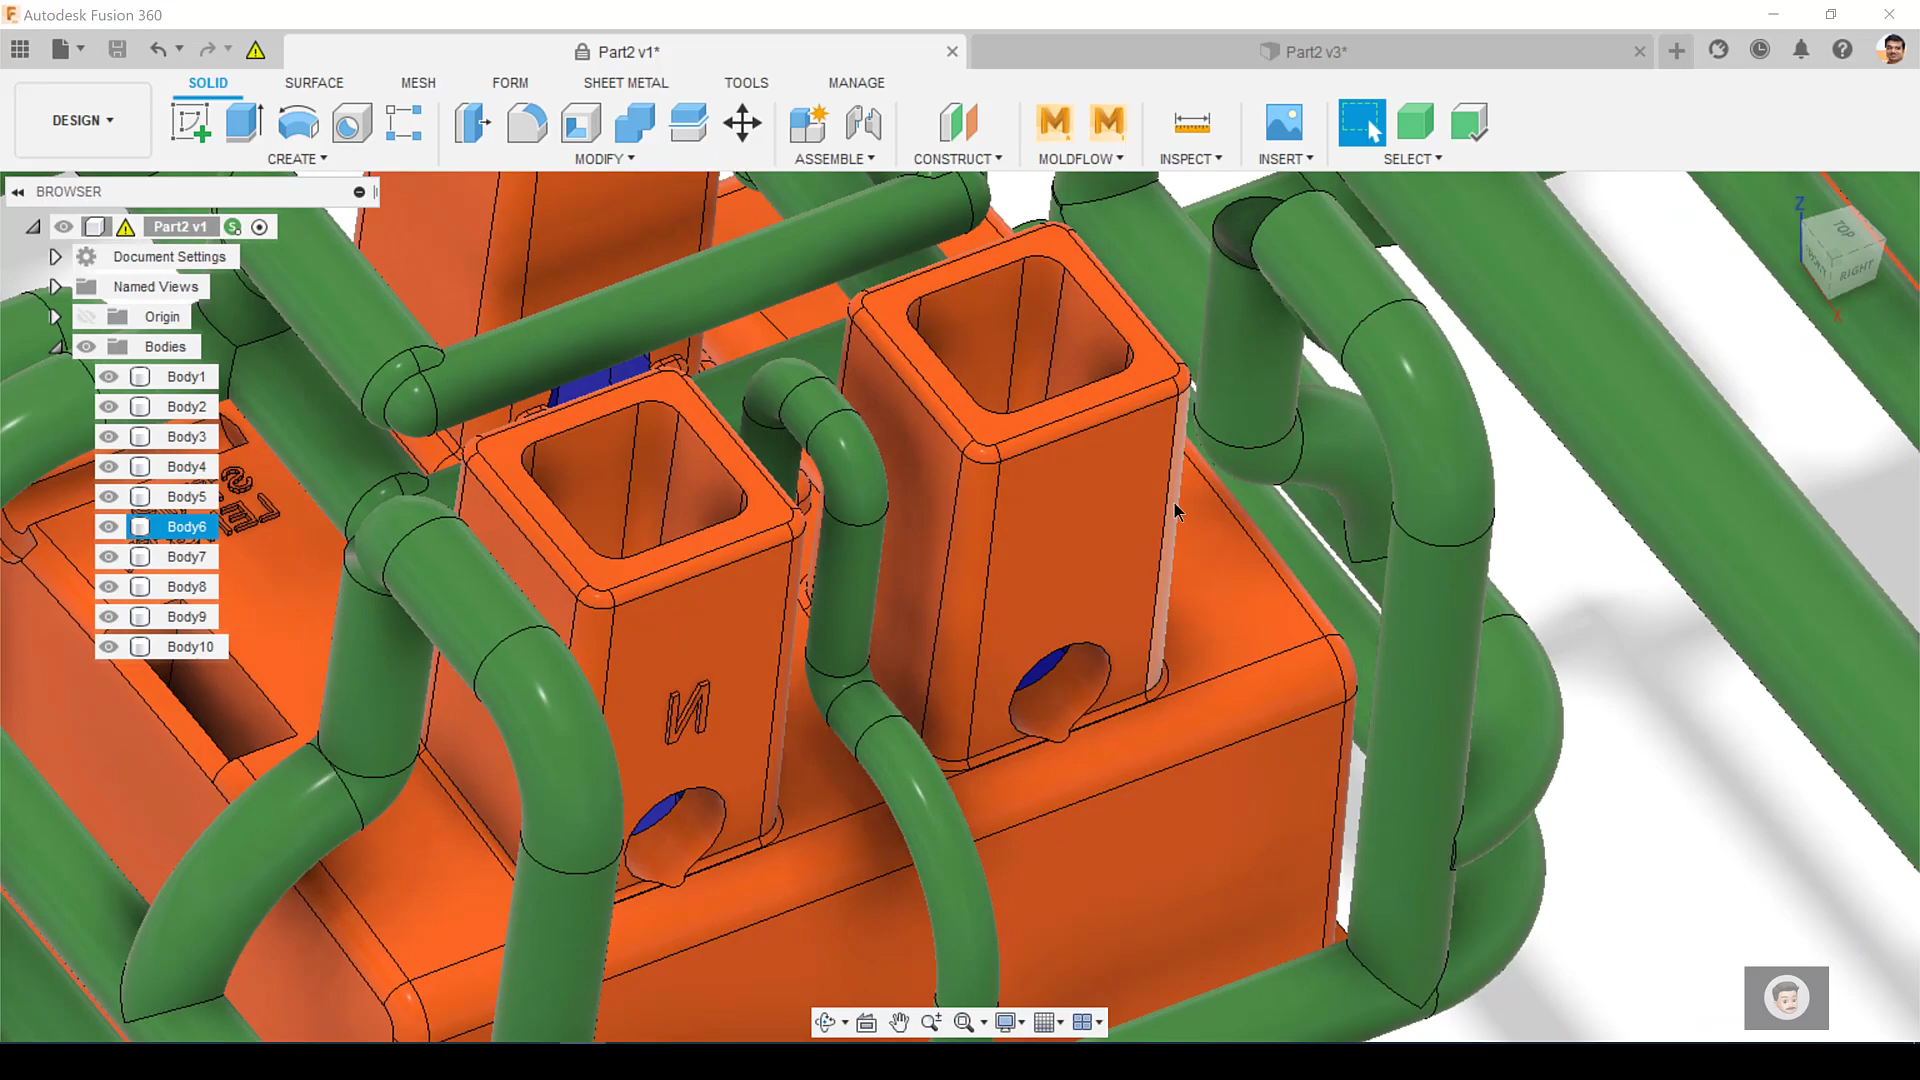 Autodesk Fusion 360
Part2 v1*
Part2 v3*
DESIGN
SOLID
SURFACE
MESH
FORM
SHEET METAL
TOOLS
MANAGE
CREATE
MODIFY
ASSEMBLE
CONSTRUCT
MOLDFLOW
INSPECT
INSERT
SELECT
BROWSER
Part2 v1
Document Settings
Named Views
Origin
Bodies
Body1
Body2
Body3
Body4
Body5
Body6
Body7
Body8
Body9
Body10
Z
TOP
RIGHT
X